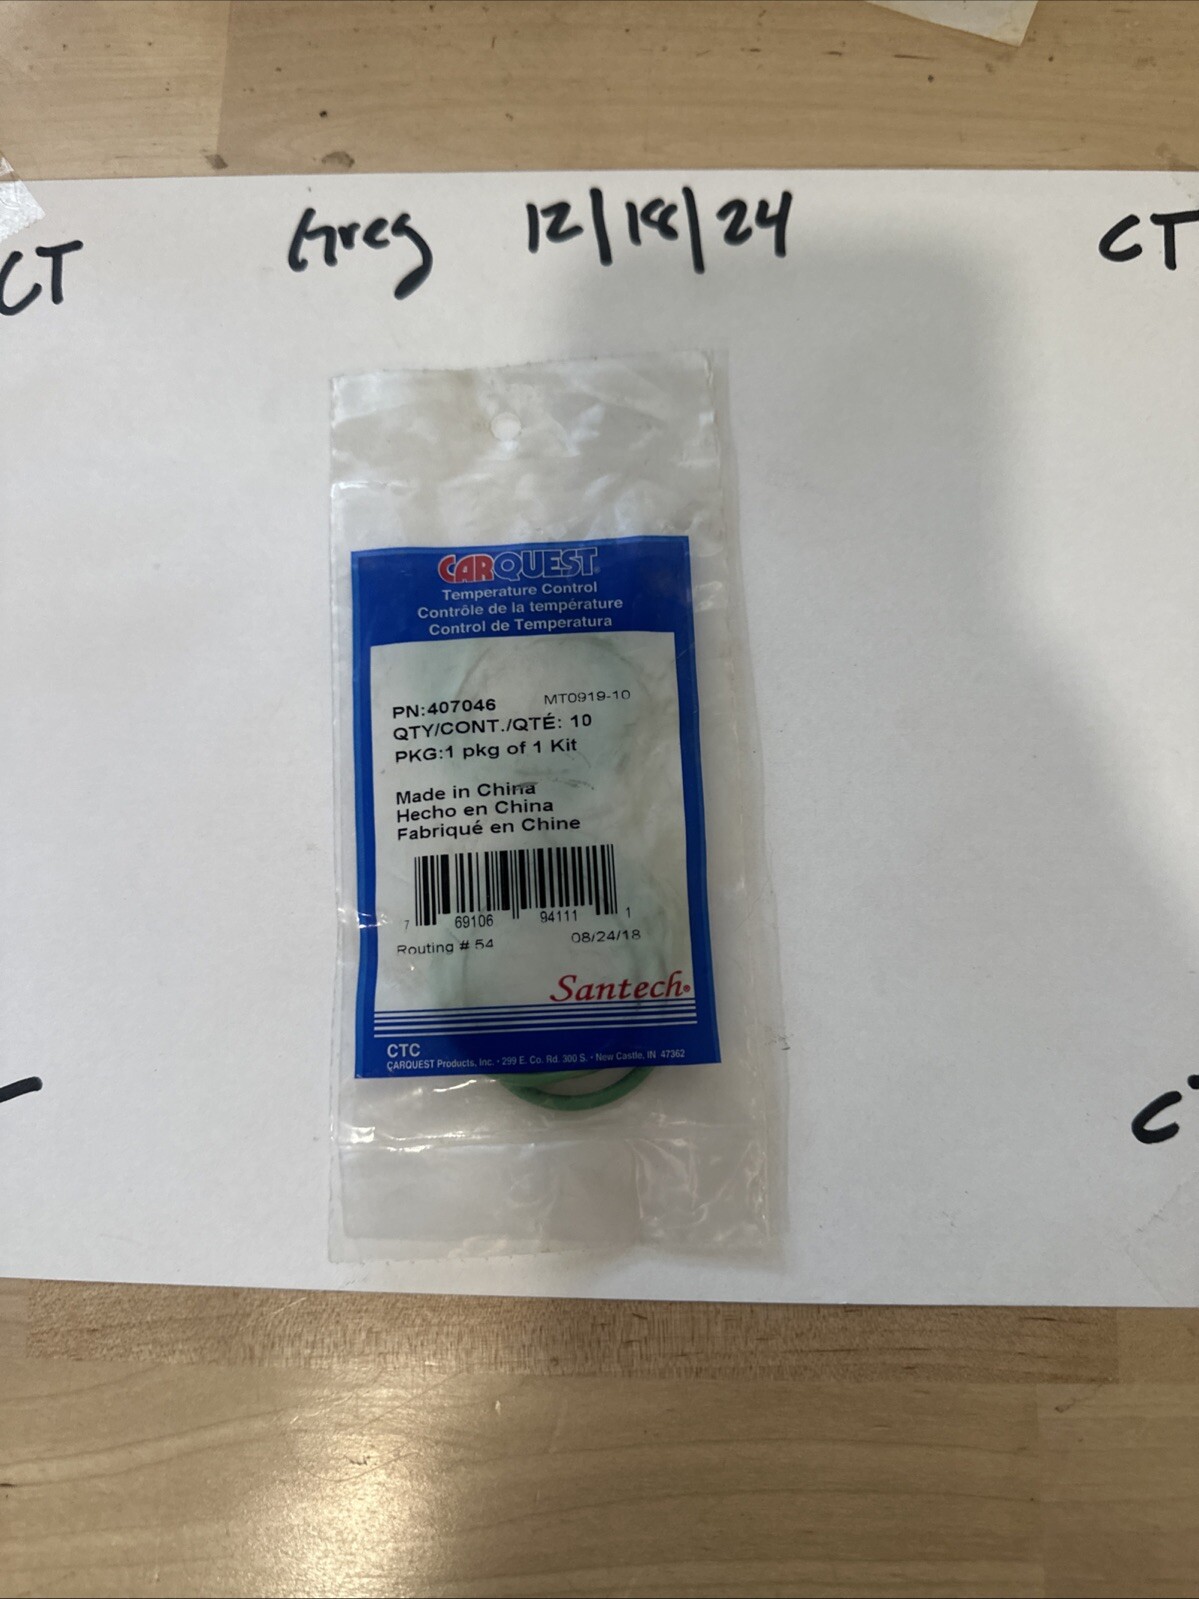 Greg 12/18/24
CT
CT
CARQUEST
Temperature Control
Contrôle de la température
Control de Temperatura
PN:407046 MT0919-10
QTY/CONT./QTÉ: 10
PKG:1 pkg of 1 Kit
Made in China
Hecho en China
Fabriqué en Chine
7 69106 94111 1
Routing # 54 08/24/18
Santech®
CTC
CARQUEST Products, Inc. · 299 E. Co. Rd. 300 S. · New Castle, IN 47362